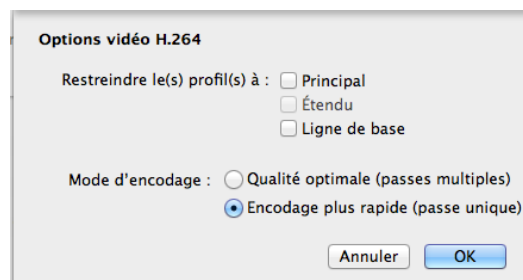 Options vidéo H.264
Restreindre le(s) profil(s) à : Principal
Étendu
Ligne de base
Mode d'encodage : Qualité optimale (passes multiples)
Encodage plus rapide (passe unique)
Annuler OK